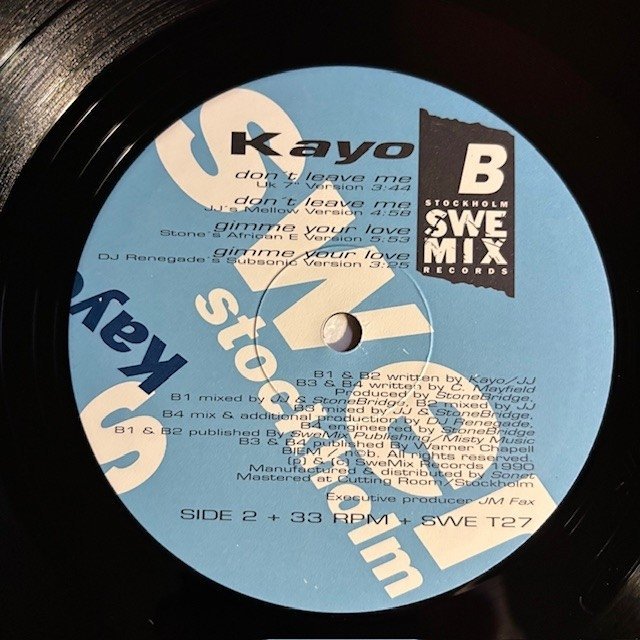 Kayo
don´t leave me
Uk 7" Version 3:44
don´t leave me
JJ´s Mellow Version 4:58
gimme your love
Stone´s African E Version 5:53
gimme your love
DJ Renegade´s Subsonic Version 3:25
B
STOCKHOLM
SWE
MIX
RECORDS
Kayo
swe
stockholm
B1 & B2 written by Kayo/JJ
B3 & B4 written by C. Mayfield
Produced by StoneBridge,
B1 mixed by JJ & StoneBridge, B2 mixed by JJ
B3 mixed by JJ & StoneBridge,
B4 mix & additional production DJ Renegade,
B4 engineered by StoneBridge
B1 & B2 published By SweMix Publishing/Misty Music
B3 & B4 published By Warner Chapell
BIEM / ncb. All rights reserved.
(p) & (c) SweMix Records 1990
Manufactured & distributed by Sonet
Mastered at Cutting Room/Stockholm
Executive producer JM Fax
SIDE 2 + 33 RPM + SWE T27